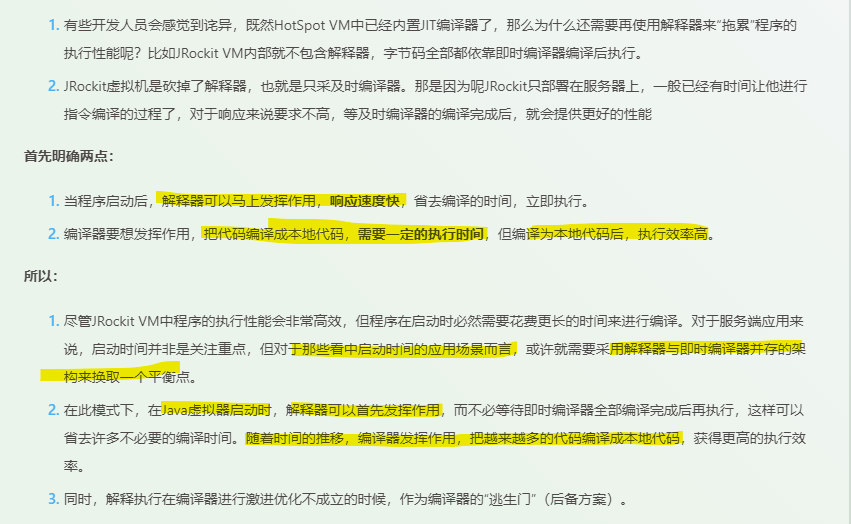 1. 有些开发人员会感觉到诧异，既然HotSpot VM中已经内置JIT编译器了，那么为什么还需要再使用解释器来“拖累”程序的
执行性能呢？比如JRockit VM内部就不包含解释器，字节码全部都依靠即时编译器编译后执行。
2. JRockit虚拟机是砍掉了解释器，也就是只采及时编译器。那是因为呢JRockit只部署在服务器上，一般已经有时间让他进行
指令编译的过程了，对于响应来说要求不高，等及时编译器的编译完成后，就会提供更好的性能
首先明确两点：
1. 当程序启动后，解释器可以马上发挥作用，响应速度快，省去编译的时间，立即执行。
2. 编译器要想发挥作用，把代码编译成本地代码，需要一定的执行时间，但编译为本地代码后，执行效率高。
所以：
1. 尽管JRockit VM中程序的执行性能会非常高效，但程序在启动时必然需要花费更长的时间来进行编译。对于服务端应用来
说，启动时间并非是关注重点，但对于那些看中启动时间的应用场景而言，或许就需要采用解释器与即时编译器并存的架
构来换取一个平衡点。
2. 在此模式下，在Java虚拟器启动时，解释器可以首先发挥作用，而不必等待即时编译器全部编译完成后再执行，这样可以
省去许多不必要的编译时间。随着时间的推移，编译器发挥作用，把越来越多的代码编译成本地代码，获得更高的执行效
率。
3. 同时，解释执行在编译器进行激进优化不成立的时候，作为编译器的“逃生门”（后备方案）。